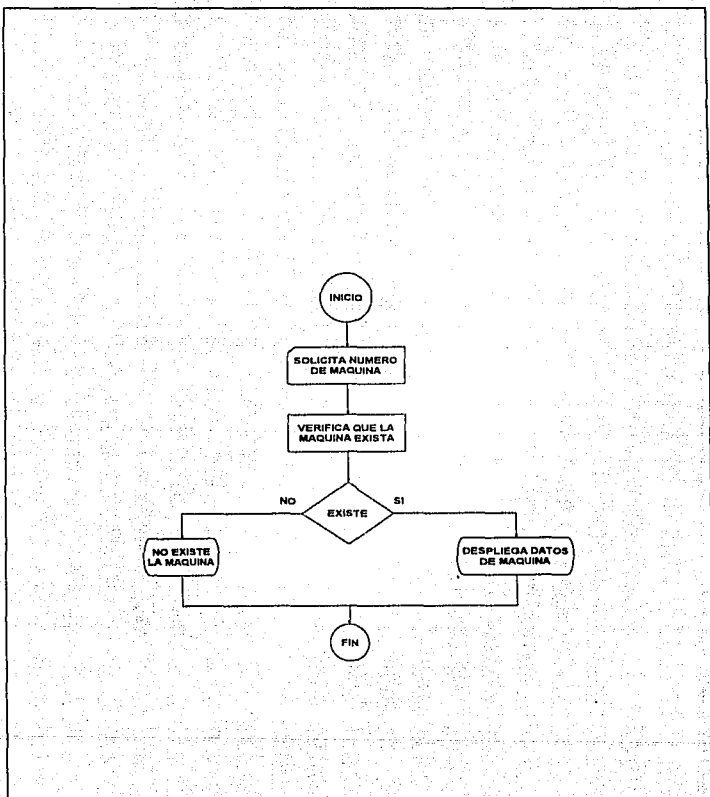 INICIO
SOLICITA NUMERO
DE MAQUINA
VERIFICA QUE LA
MAQUINA EXISTA
EXISTE
NO
SI
NO EXISTE
LA MAQUINA
DESPLIEGA DATOS
DE MAQUINA
FIN